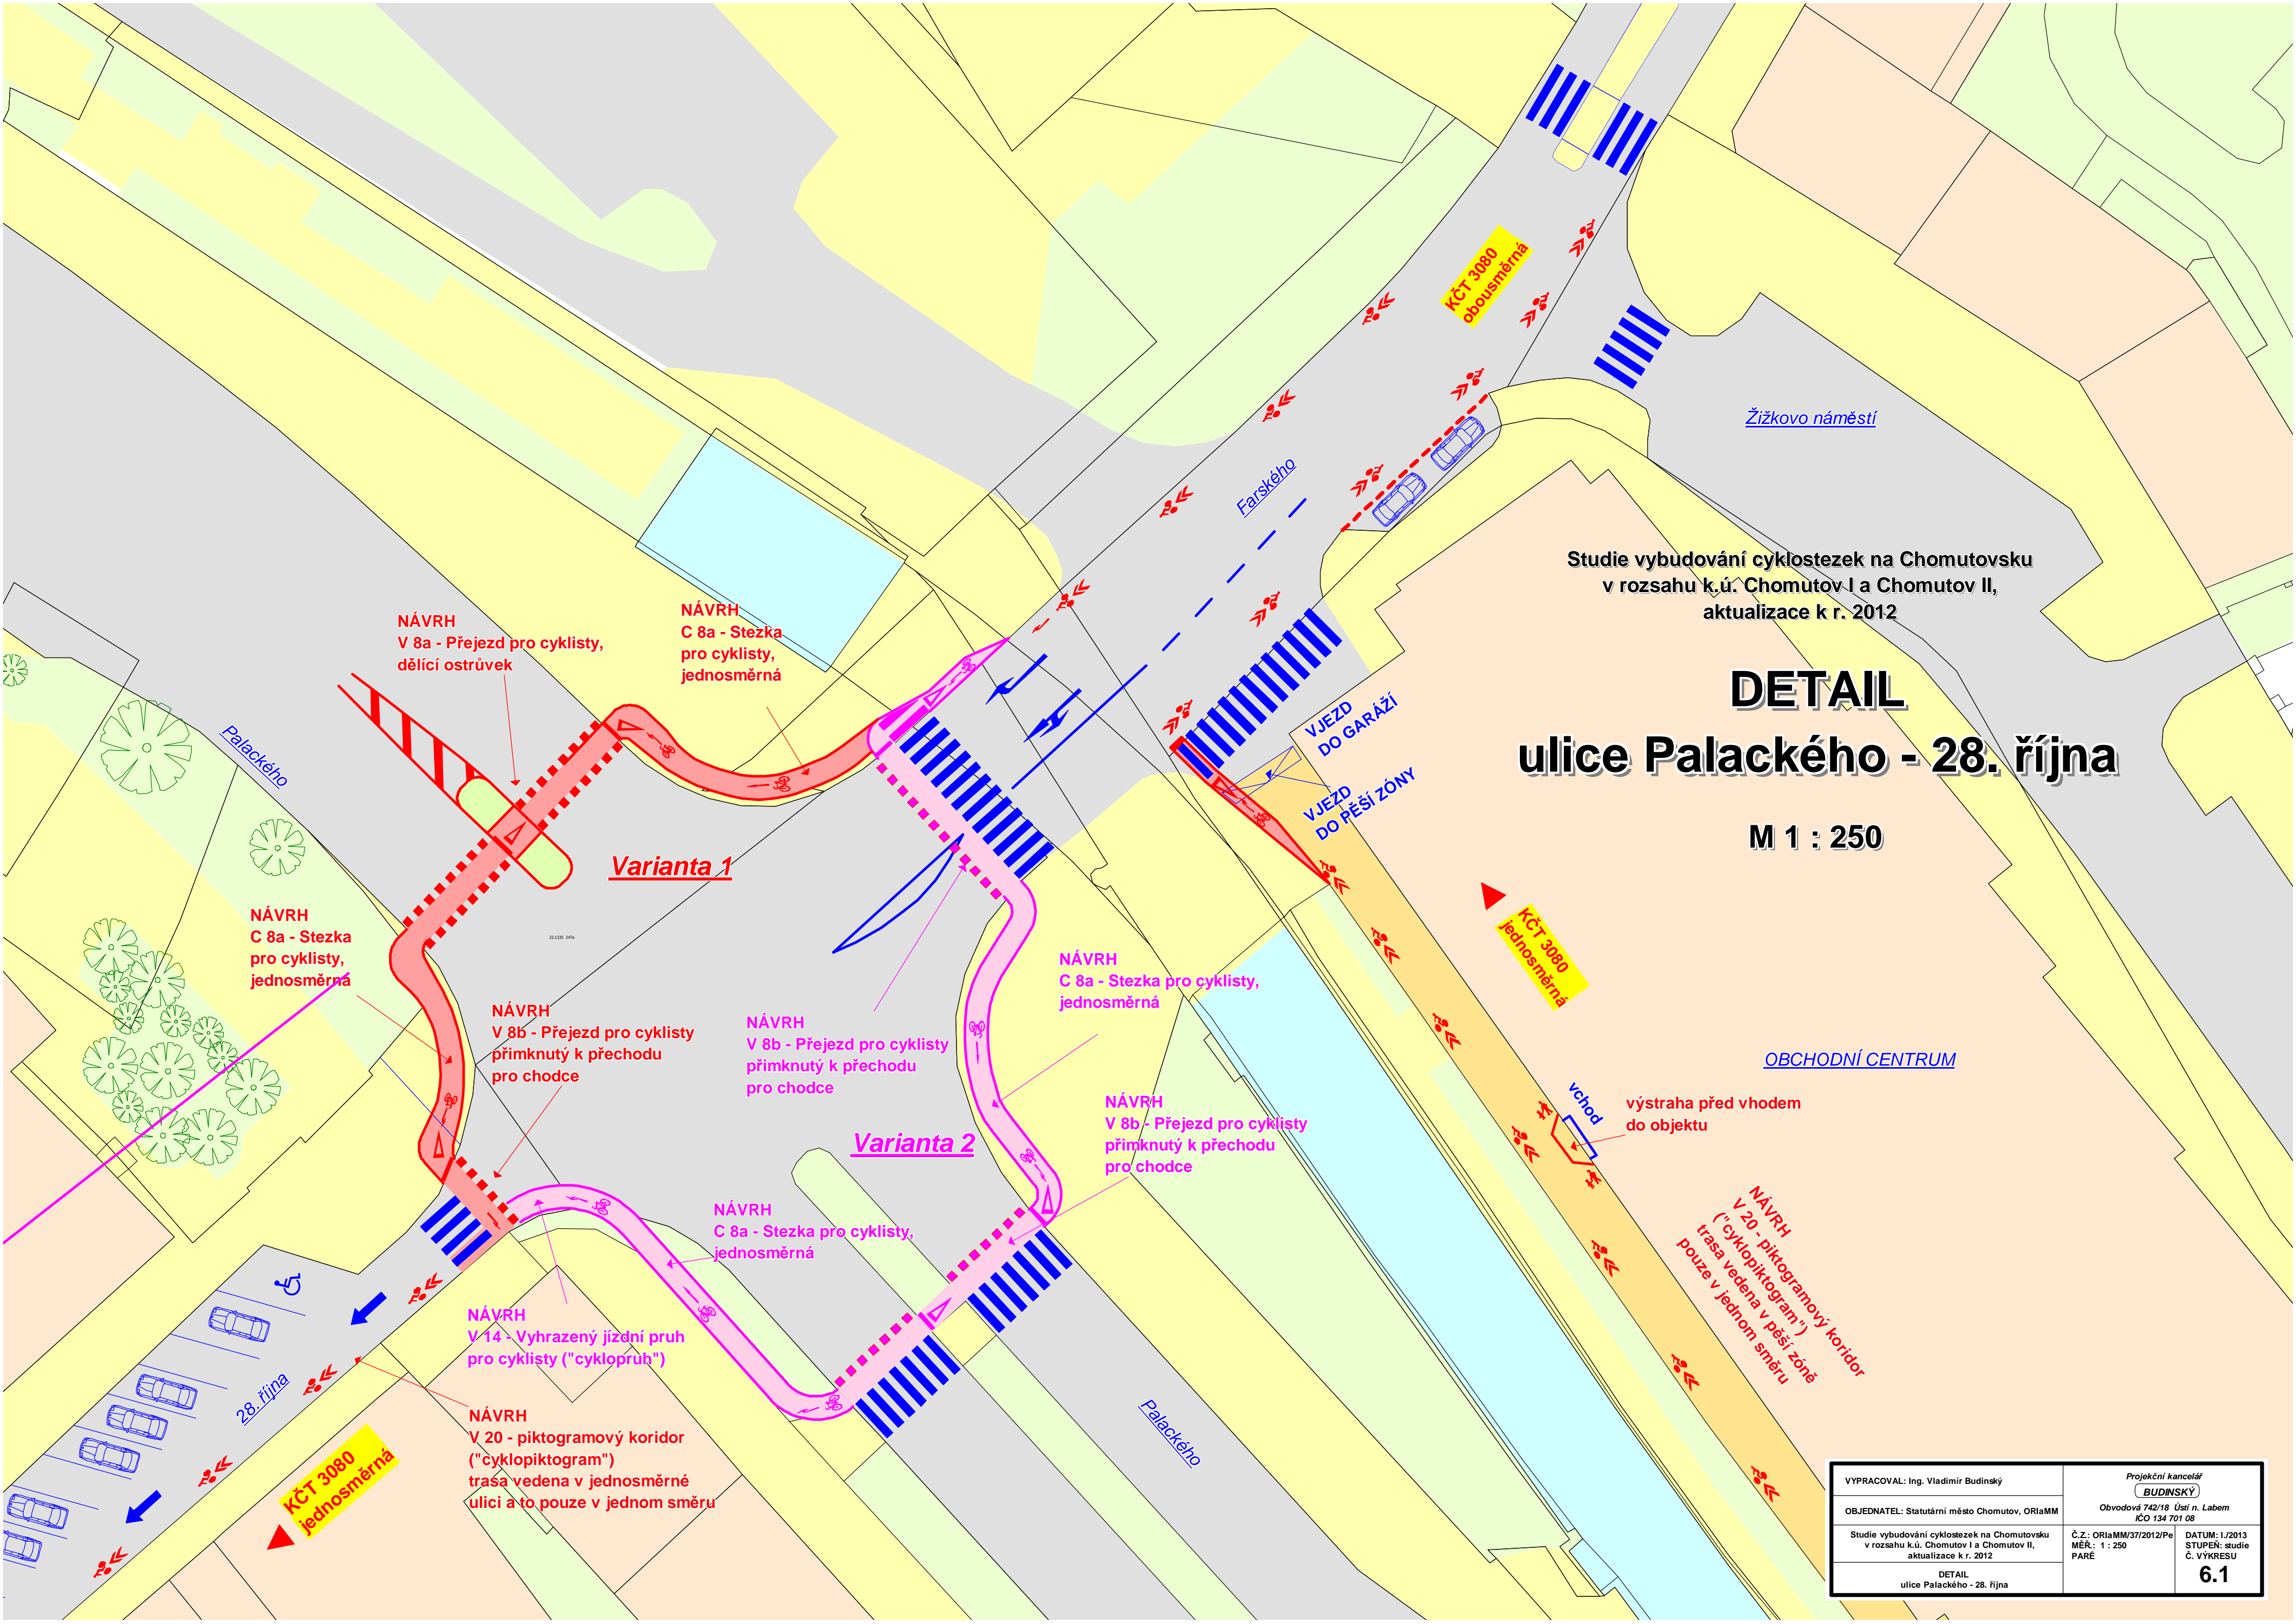 KČT 3080
obousměrná
Žižkovo náměstí
Farského
Studie vybudování cyklostezek na Chomutovsku
v rozsahu k.ú. Chomutov I a Chomutov II,
aktualizace k r. 2012
DETAIL
ulice Palackého - 28. října
M 1 : 250
NÁVRH
V 8a - Přejezd pro cyklisty,
dělící ostrůvek
NÁVRH
C 8a - Stezka
pro cyklisty,
jednosměrná
Palackého
VJEZD
DO GARÁŽÍ
VJEZD
DO PĚŠÍ ZÓNY
Varianta 1
NÁVRH
C 8a - Stezka
pro cyklisty,
jednosměrná
KČT 3080
jednosměrná
NÁVRH
V 8b - Přejezd pro cyklisty
přimknutý k přechodu
pro chodce
NÁVRH
V 8b - Přejezd pro cyklisty
přimknutý k přechodu
pro chodce
NÁVRH
C 8a - Stezka pro cyklisty,
jednosměrná
OBCHODNÍ CENTRUM
vchod
výstraha před vhodem
do objektu
NÁVRH
V 8b - Přejezd pro cyklisty
přimknutý k přechodu
pro chodce
Varianta 2
NÁVRH
C 8a - Stezka pro cyklisty,
jednosměrná
NÁVRH
V 20 - piktogramový koridor
("cyklopiktogram")
trasa vedena v pěší zóně
pouze v jednom směru
NÁVRH
V 14 - Vyhrazený jízdní pruh
pro cyklisty ("cyklopruh")
28. října
NÁVRH
V 20 - piktogramový koridor
("cyklopiktogram")
trasa vedena v jednosměrné
ulici a to pouze v jednom směru
Palackého
KČT 3080
jednosměrná
VYPRACOVAL: Ing. Vladimír Budinský
OBJEDNATEL: Statutární město Chomutov, ORIaMM
Studie vybudování cyklostezek na Chomutovsku
v rozsahu k.ú. Chomutov I a Chomutov II,
aktualizace k r. 2012
DETAIL
ulice Palackého - 28. října
Projekční kancelář
BUDINSKÝ
Obvodová 742/18 Ústí n. Labem
IČO 134 701 08
Č.Z.: ORIaMM/37/2012/Pe
MĚŘ.: 1 : 250
PARÉ
DATUM: I./2013
STUPEŇ: studie
Č. VÝKRESU
6.1